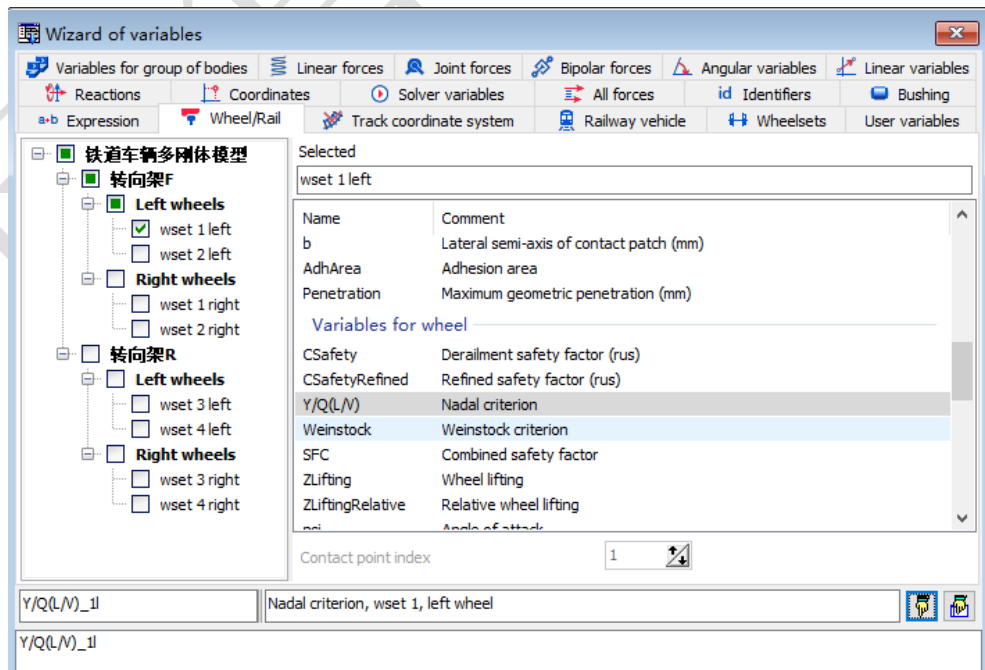 Wizard of variables
Variables for group of bodies Linear forces Joint forces Bipolar forces Angular variables Linear variables
Reactions Coordinates Solver variables All forces id Identifiers Bushing
a+b Expression Wheel/Rail Track coordinate system Railway vehicle Wheelsets User variables
铁道车辆多刚体模型
转向架F
Left wheels
wset 1 left
wset 2 left
Right wheels
wset 1 right
wset 2 right
转向架R
Left wheels
wset 3 left
wset 4 left
Right wheels
wset 3 right
wset 4 right
Selected
wset 1 left
Name Comment
b Lateral semi-axis of contact patch (mm)
AdhArea Adhesion area
Penetration Maximum geometric penetration (mm)
Variables for wheel
CSafety Derailment safety factor (rus)
CSafetyRefined Refined safety factor (rus)
Y/Q(L/V) Nadal criterion
Weinstock Weinstock criterion
SFC Combined safety factor
ZLifting Wheel lifting
ZLiftingRelative Relative wheel lifting
psi Angle of attack
Contact point index 1
Y/Q(L/V)_1l Nadal criterion, wset 1, left wheel
Y/Q(L/V)_1l